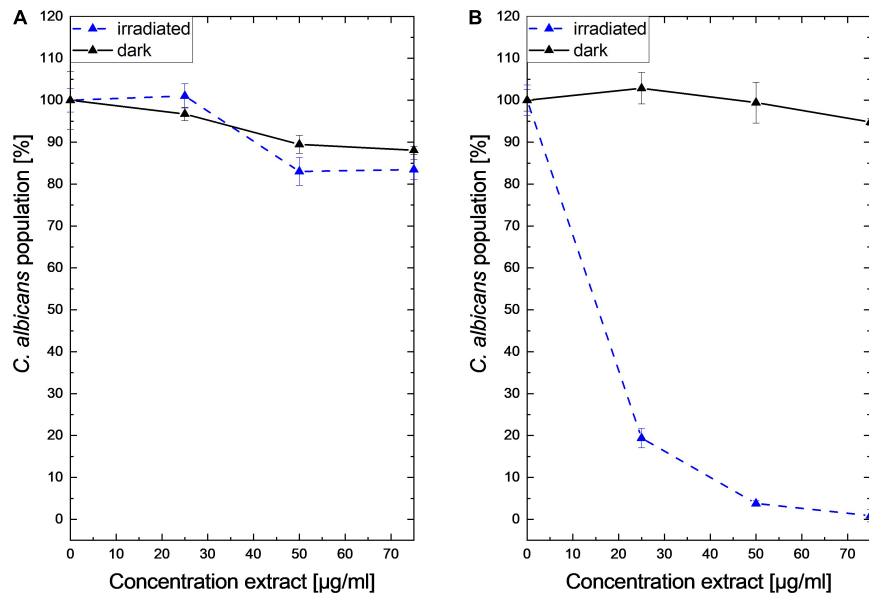 A
irradiated
dark
C. albicans population [%]
120
110
100
90
80
70
60
50
40
30
20
10
0
0 10 20 30 40 50 60 70
Concentration extract [µg/ml]
B
irradiated
dark
C. albicans population [%]
120
110
100
90
80
70
60
50
40
30
20
10
0
0 10 20 30 40 50 60 70
Concentration extract [µg/ml]